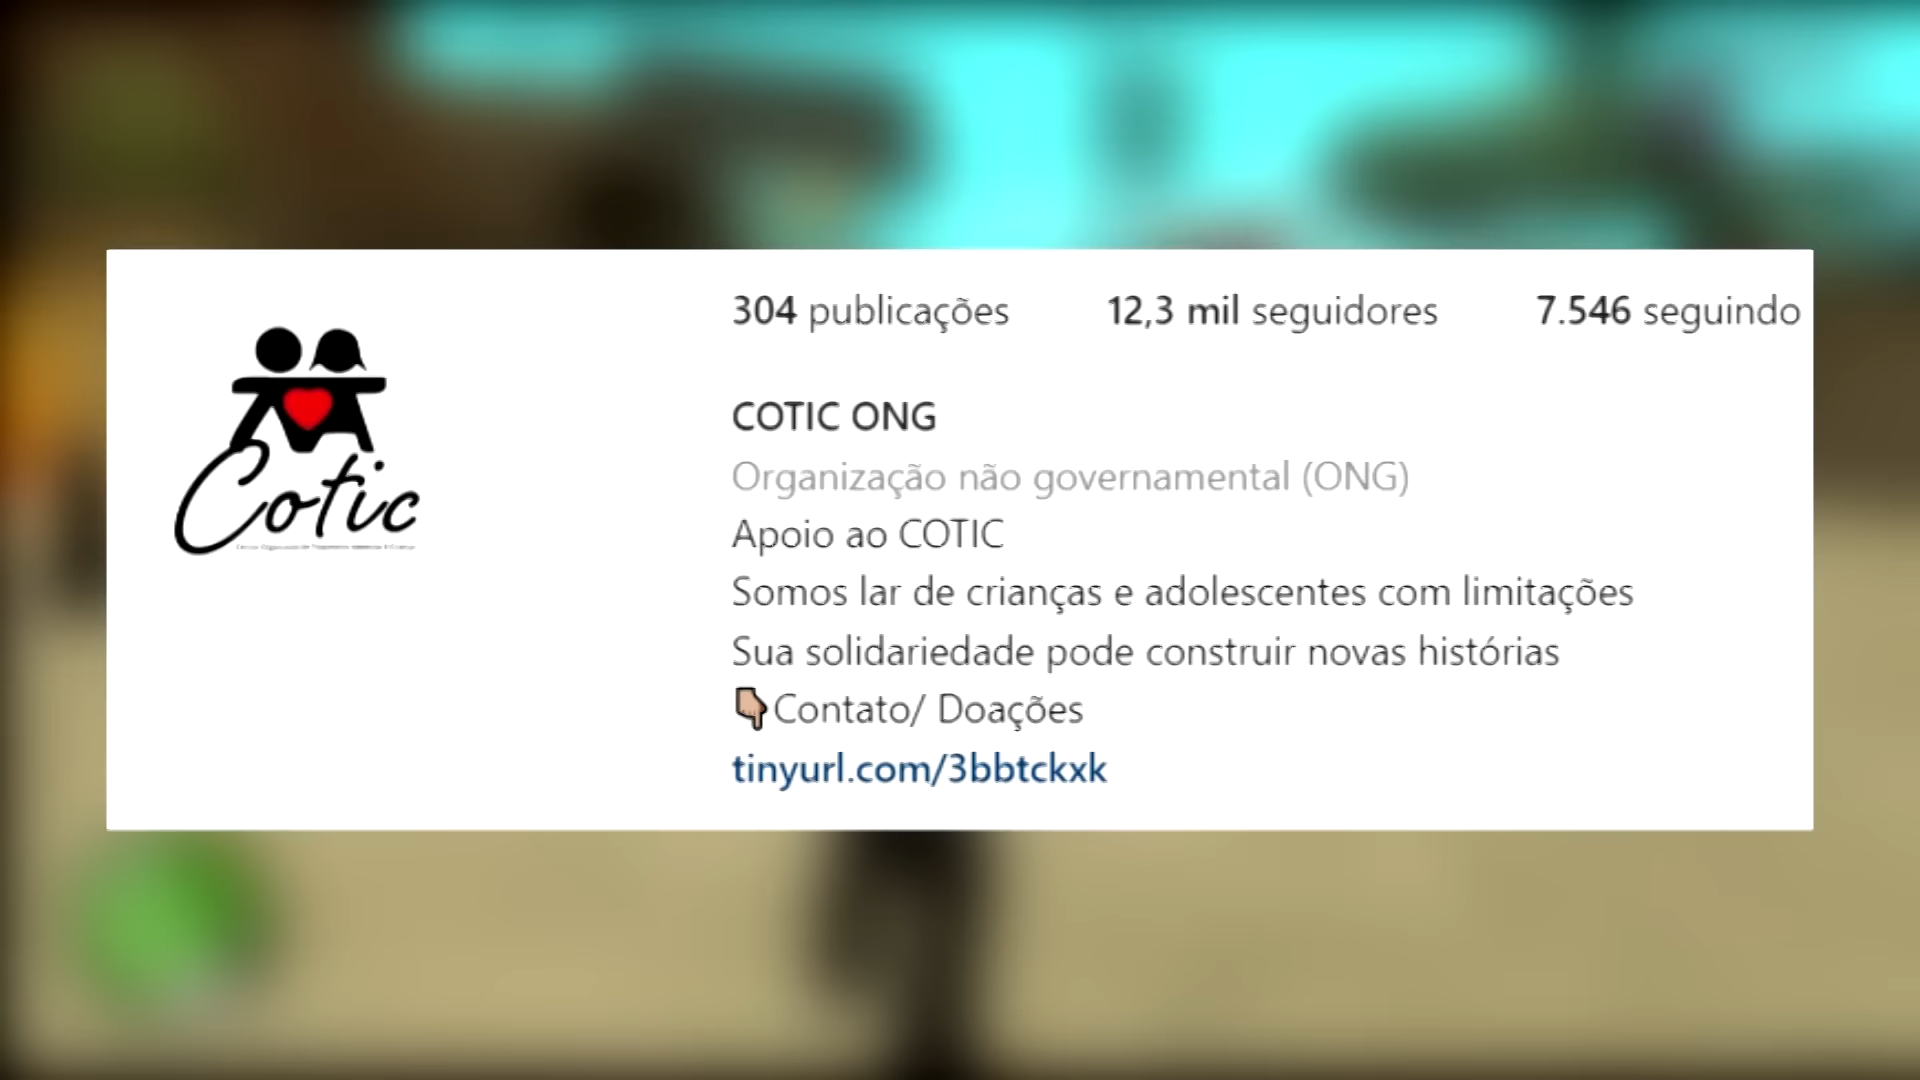 304 publicações 12,3 mil seguidores 7.546 seguindo
Cotic
COTIC ONG
Organização não governamental (ONG)
Apoio ao COTIC
Somos lar de crianças e adolescentes com limitações
Sua solidariedade pode construir novas histórias
👇🏼Contato/ Doações
tinyurl.com/3bbtckxk